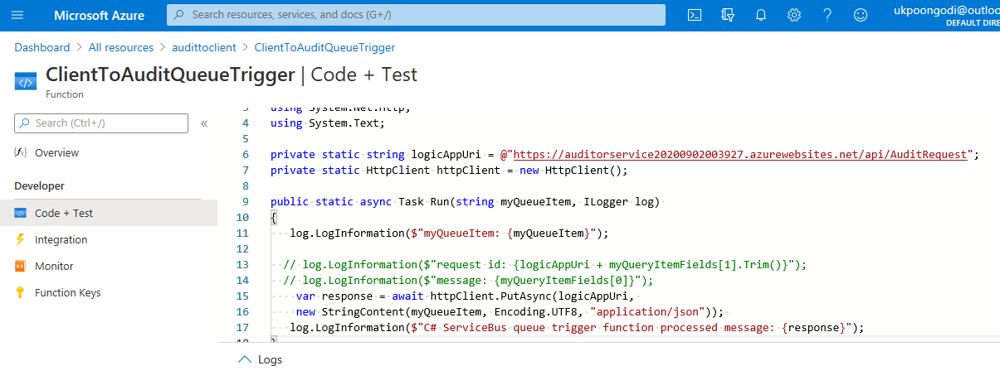 Microsoft Azure
Search resources, services, and docs (G+/)
ukpoongodi@outloo
DEFAULT DIRE
Dashboard > All resources > audittoclient > ClientToAuditQueueTrigger
ClientToAuditQueueTrigger | Code + Test
Function
Search (Ctrl+/)
«
Overview
Developer
Code + Test
Integration
Monitor
Function Keys
3 using System.Net.Http;
4 using System.Text;
5
6 private static string logicAppUri = @"https://auditorservice20200902003927.azurewebsites.net/api/AuditRequest";
7 private static HttpClient httpClient = new HttpClient();
8
9 public static async Task Run(string myQueueItem, ILogger log)
10 {
11 log.LogInformation($"myQueueItem: {myQueueItem}");
12
13 // log.LogInformation($"request id: {logicAppUri + myQueryItemFields[1].Trim()}");
14 // log.LogInformation($"message: {myQueryItemFields[0]}");
15 var response = await httpClient.PutAsync(logicAppUri,
16 new StringContent(myQueueItem, Encoding.UTF8, "application/json"));
17 log.LogInformation($"C# ServiceBus queue trigger function processed message: {response}");
18 }
Logs